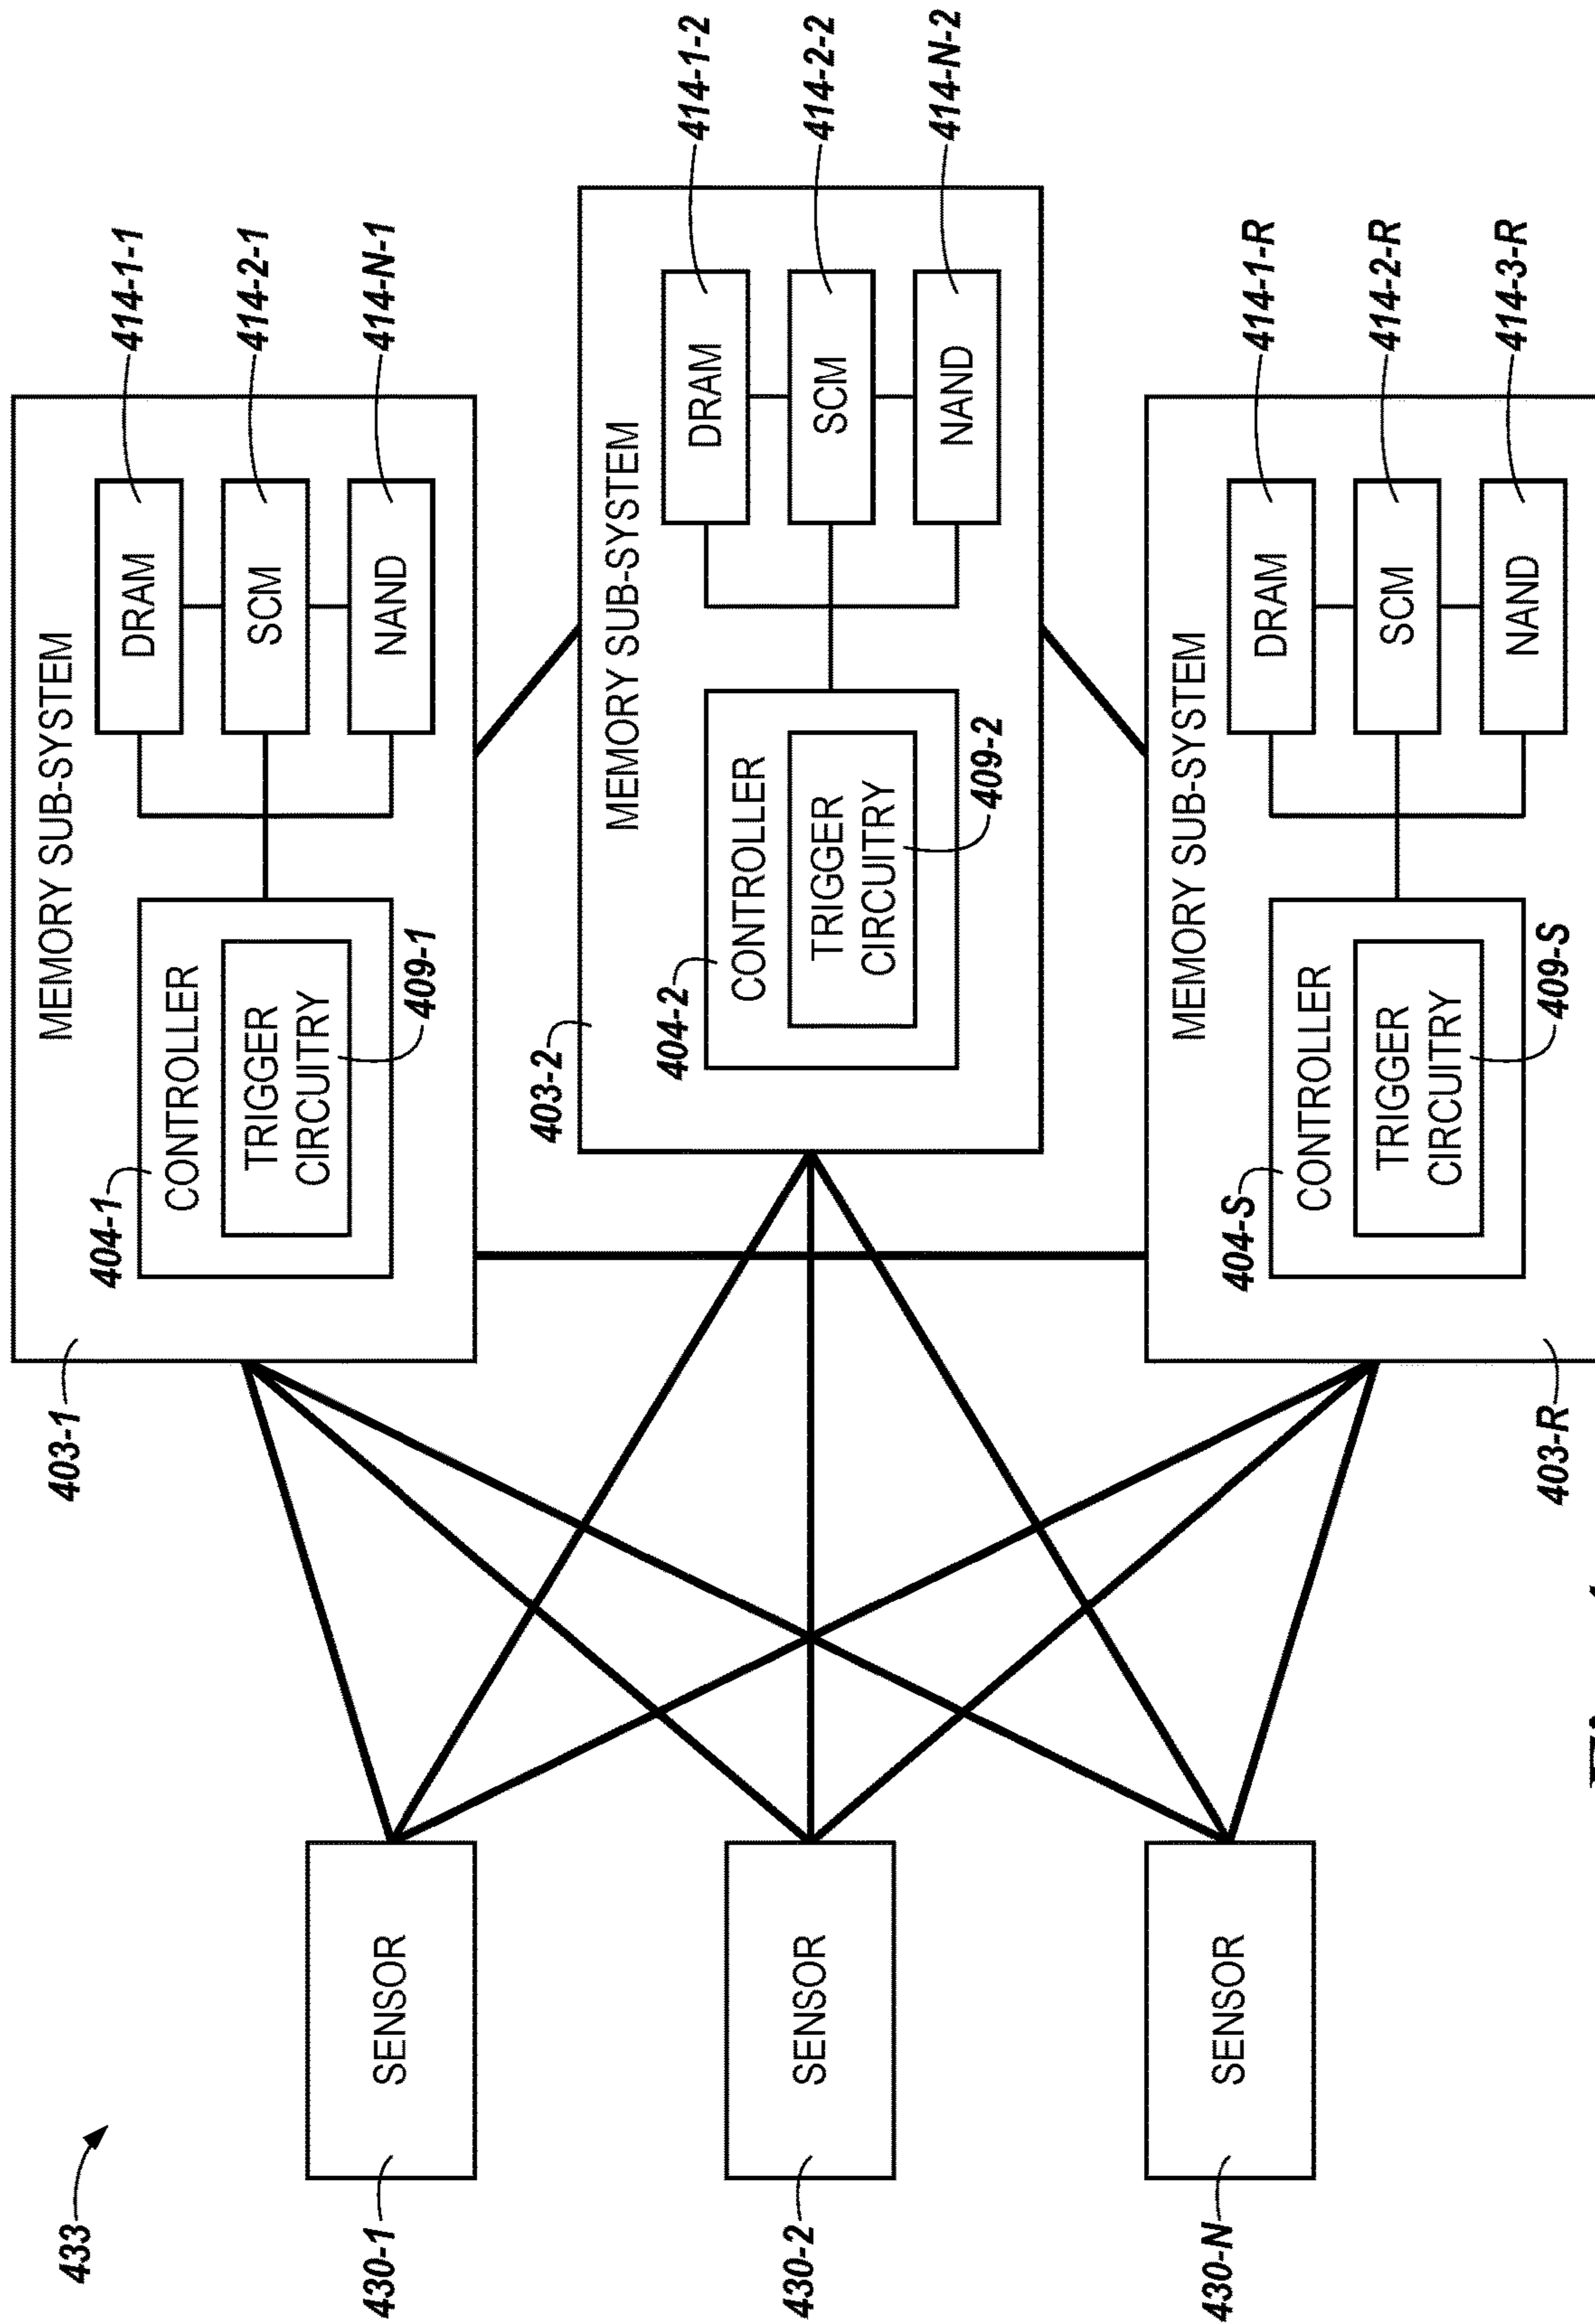 433
430-1
SENSOR
430-2
SENSOR
430-N
SENSOR
403-1
MEMORY SUB-SYSTEM
404-1
CONTROLLER
TRIGGER
CIRCUITRY
409-1
DRAM
414-1-1
SCM
414-2-1
NAND
414-N-1
403-2
MEMORY SUB-SYSTEM
404-2
CONTROLLER
TRIGGER
CIRCUITRY
409-2
DRAM
414-1-2
SCM
414-2-2
NAND
414-N-2
403-R
MEMORY SUB-SYSTEM
404-S
CONTROLLER
TRIGGER
CIRCUITRY
409-S
DRAM
414-1-R
SCM
414-2-R
NAND
414-3-R